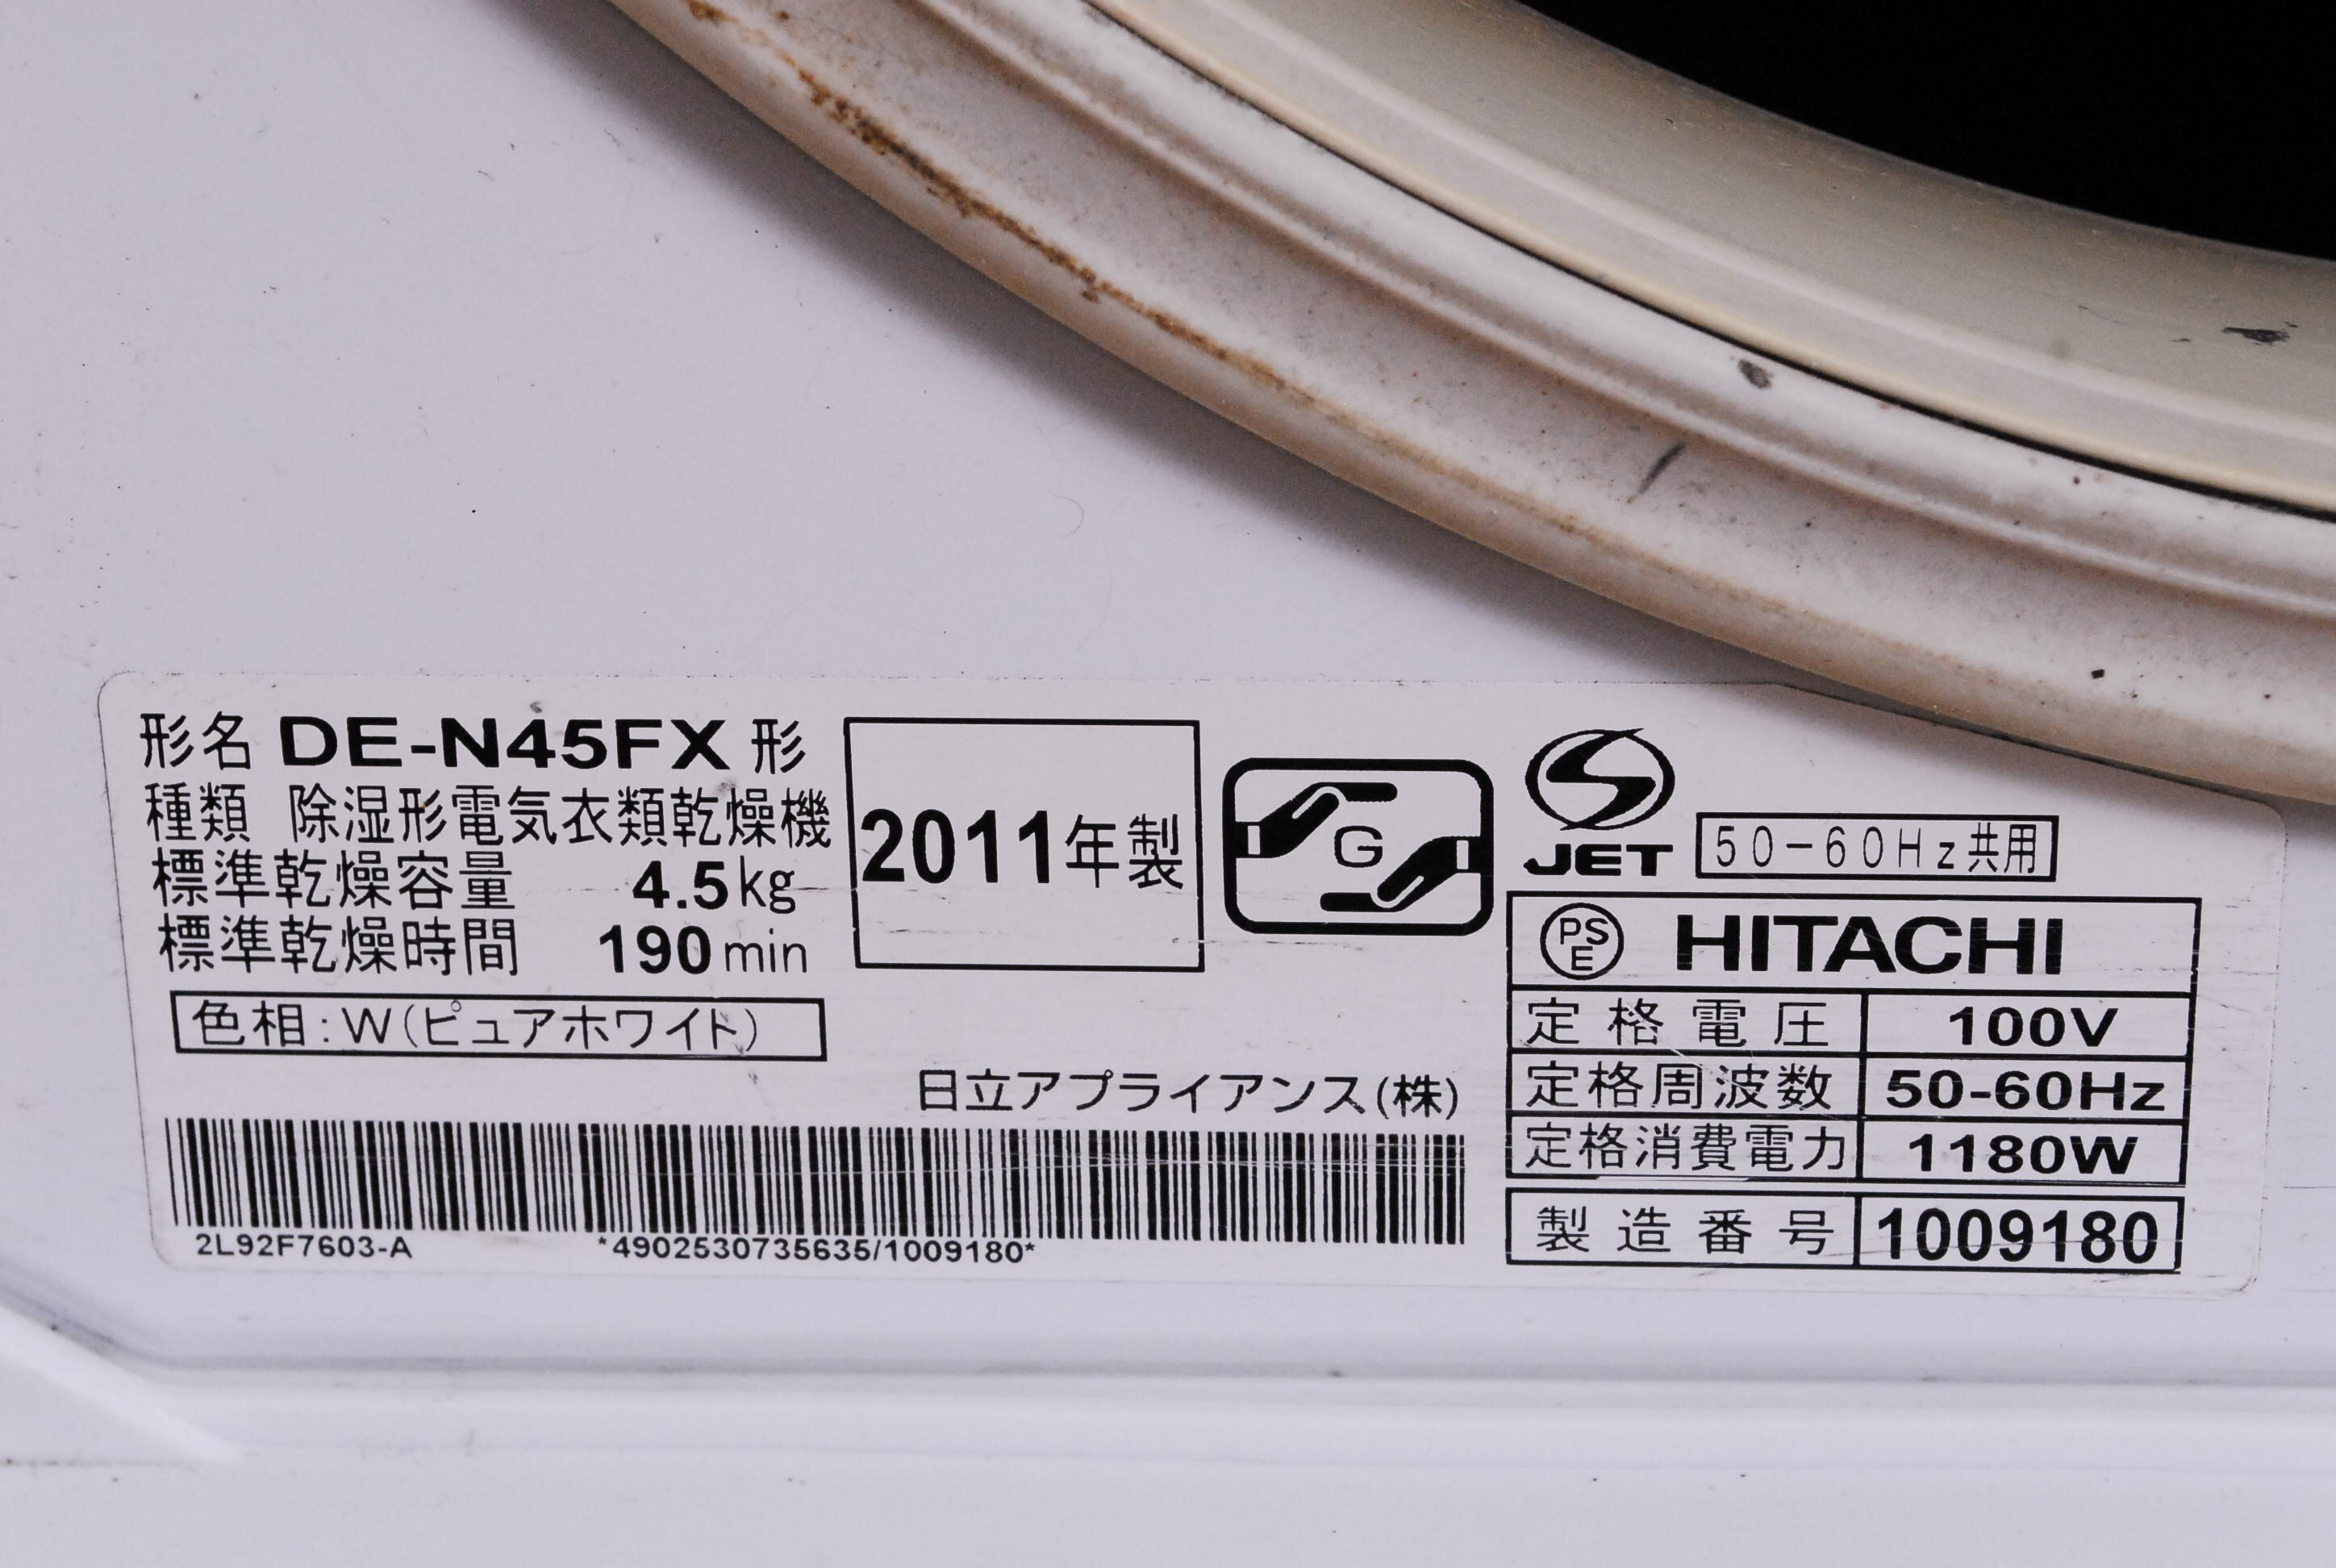 形名 DE-N45FX 形
種類 除湿形電気衣類乾燥機
標準乾燥容量 4.5kg
標準乾燥時間 190min
色相:W(ピュアホワイト)
2011年製
G
JET
50-60Hz共用
PSE HITACHI
定格電圧 100V
定格周波数 50-60Hz
定格消費電力 1180W
製造番号 1009180
日立アプライアンス(株)
2L92F7603-A *4902530735635/1009180*